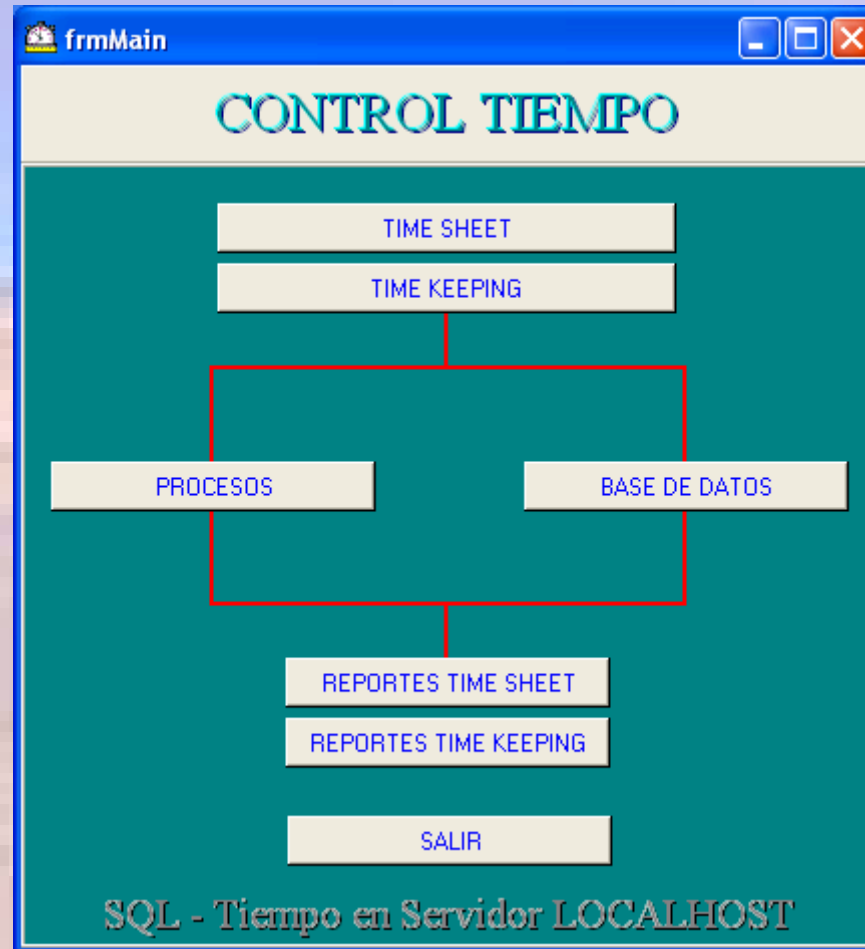 frmMain
CONTROL TIEMPO
TIME SHEET
TIME KEEPING
PROCESOS
BASE DE DATOS
REPORTES TIME SHEET
REPORTES TIME KEEPING
SALIR
SQL - Tiempo en Servidor LOCALHOST